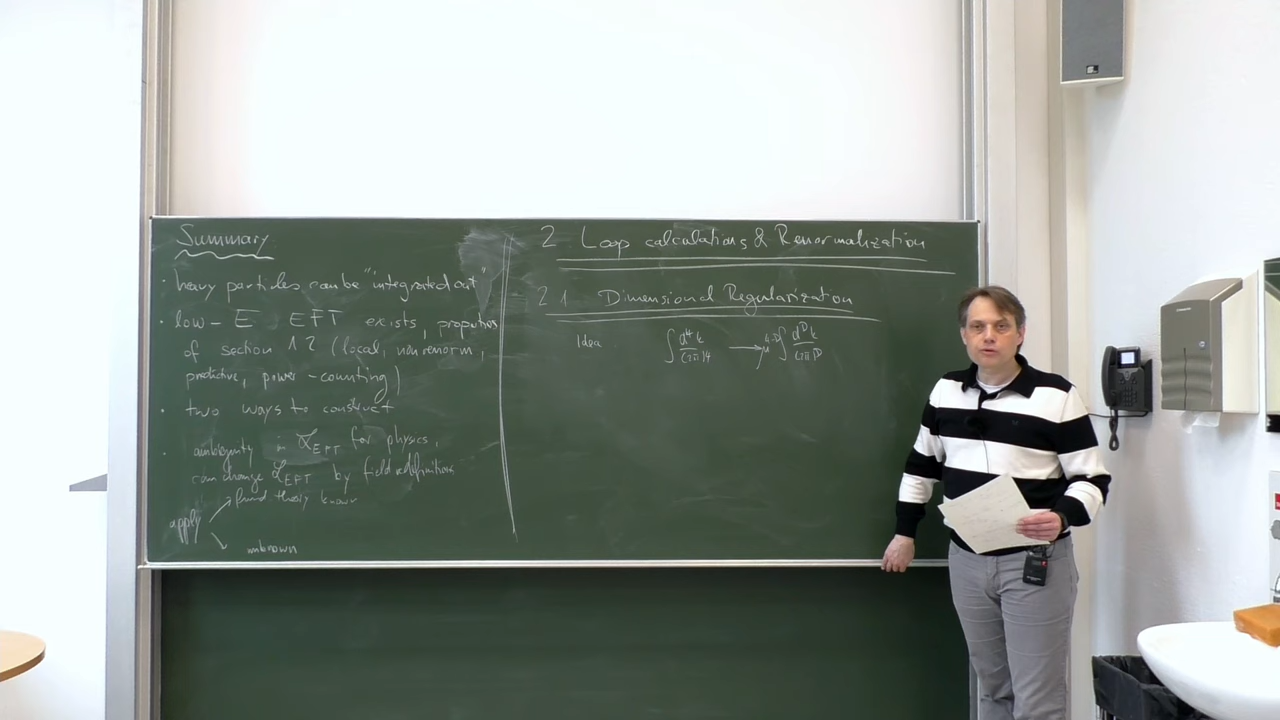 Summary
· heavy particles can be "integrated out"
· low-E EFT exists, properties
of section 1.2 (local, nonrenorm.,
predictive, power-counting)
· two ways to construct
· ambiguity in ℒ_EFT for physics,
can change ℒ_EFT by field redefinitions
apply
fund theory known
unknown
2 Loop calculations & Renormalization
2.1 Dimensional Regularization
Idea: ∫ d⁴k/(2π)⁴ → μ^{4-D} ∫ d^D k/(2π)^D